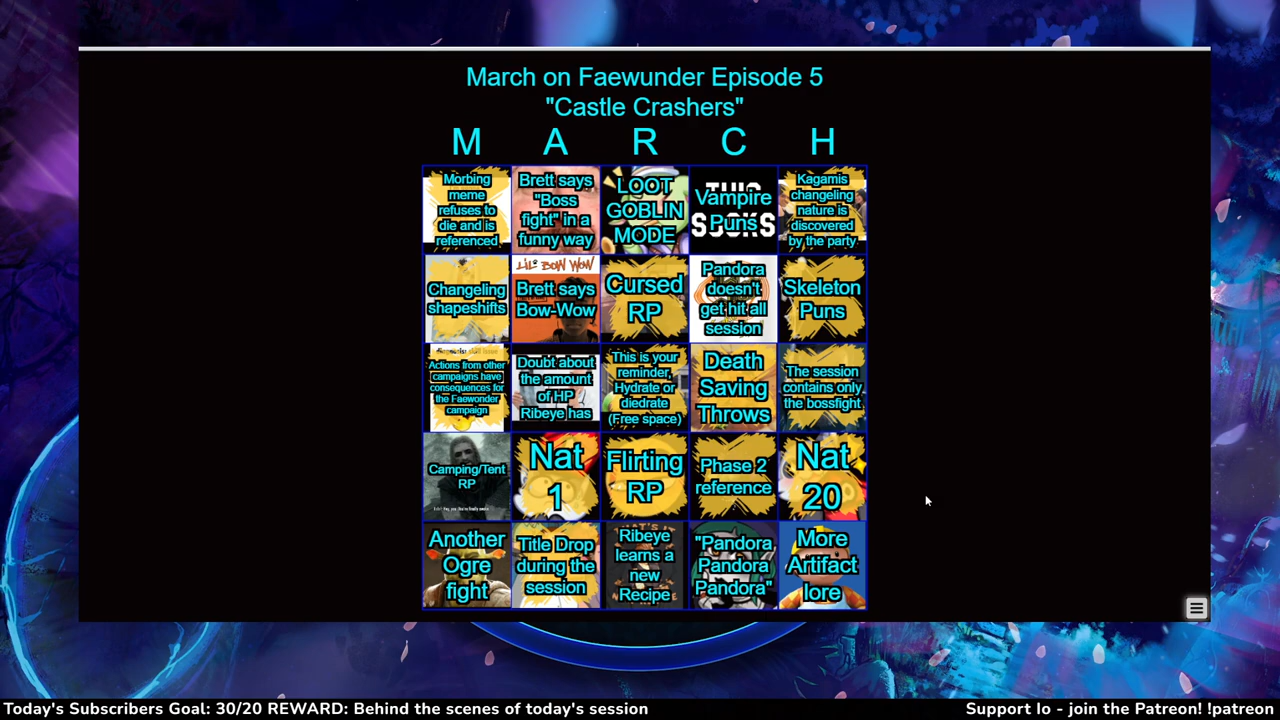 March on Faewunder Episode 5
"Castle Crashers"
M A R C H
Morbing
meme
refuses to
die and is
referenced
Brett says
"Boss
fight" in a
funny way
LOOT
GOBLIN
MODE
Vampire
Puns
THIS
SUCKS
Kagamis
changeling
nature is
discovered
by the party
Changeling
shapeshifts
LIL' BOW WOW
Brett says
Bow-Wow
Cursed
RP
Pandora
doesn't
get hit all
session
Skeleton
Puns
Actions from other
campaigns have
consequences for
the Faewonder
campaign
Doubt about
the amount
of HP
Ribeye has
This is your
reminder,
Hydrate or
diedrate
(Free space)
Death
Saving
Throws
The session
contains only
the bossfight
Camping/Tent
RP
Nat
1
Flirting
RP
Phase 2
reference
Nat
20
Another
Ogre
fight
Title Drop
during the
session
Ribeye
learns a
new
Recipe
"Pandora
Pandora
Pandora"
More
Artifact
lore
Today's Subscribers Goal: 30/20 REWARD: Behind the scenes of today's session
Support Io - join the Patreon! !patreon